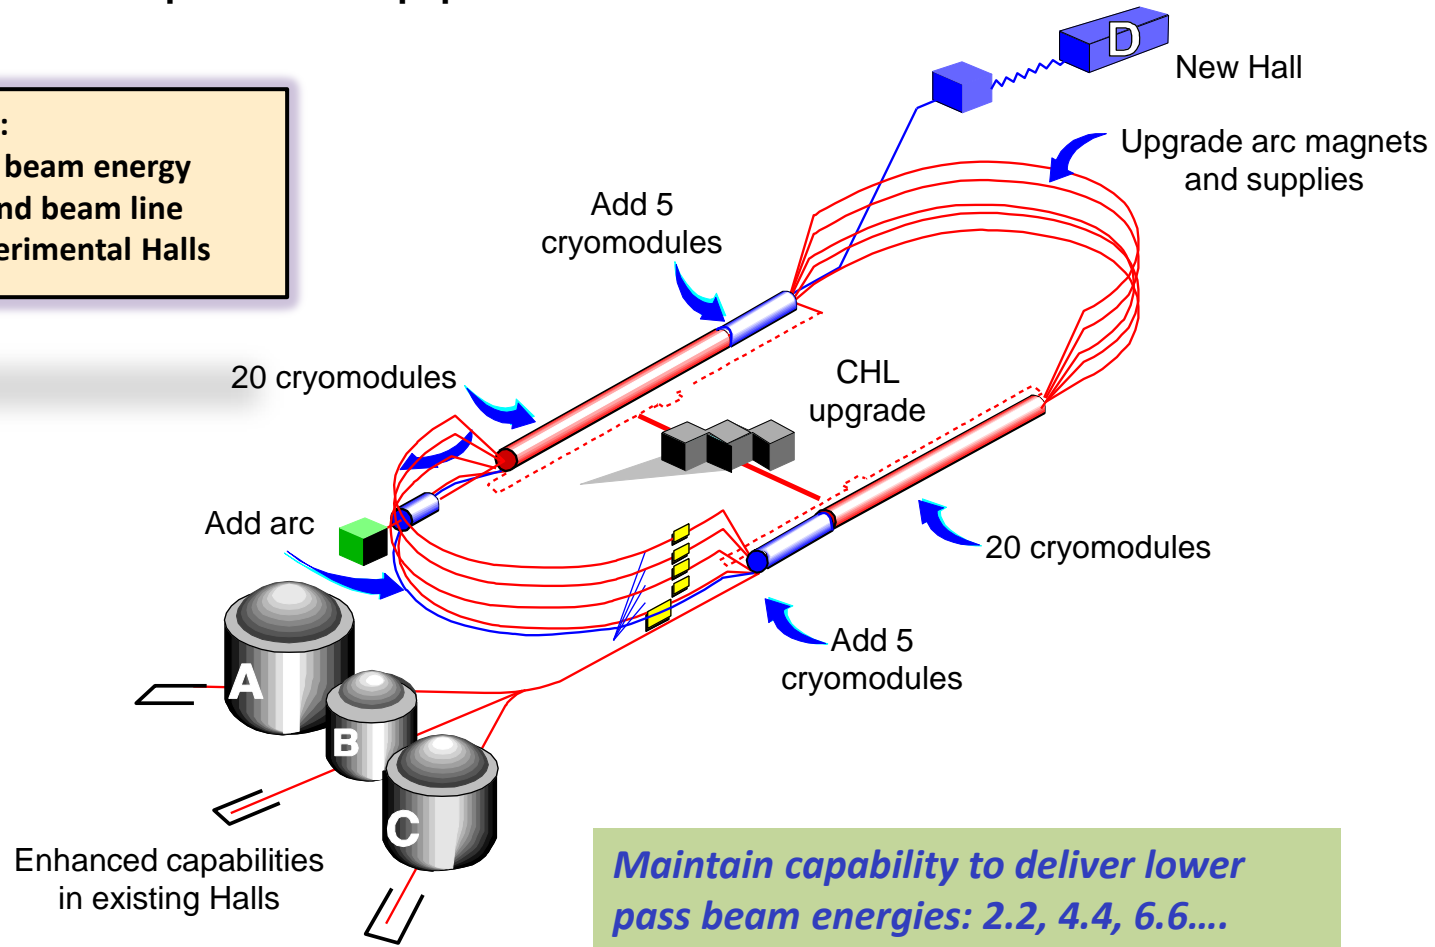 :
beam energy
nd beam line
erimental Halls
D
New Hall
Upgrade arc magnets
and supplies
Add 5
cryomodules
20 cryomodules
CHL
upgrade
Add arc
20 cryomodules
Add 5
cryomodules
A
B
C
Enhanced capabilities
in existing Halls
Maintain capability to deliver lower
pass beam energies: 2.2, 4.4, 6.6....